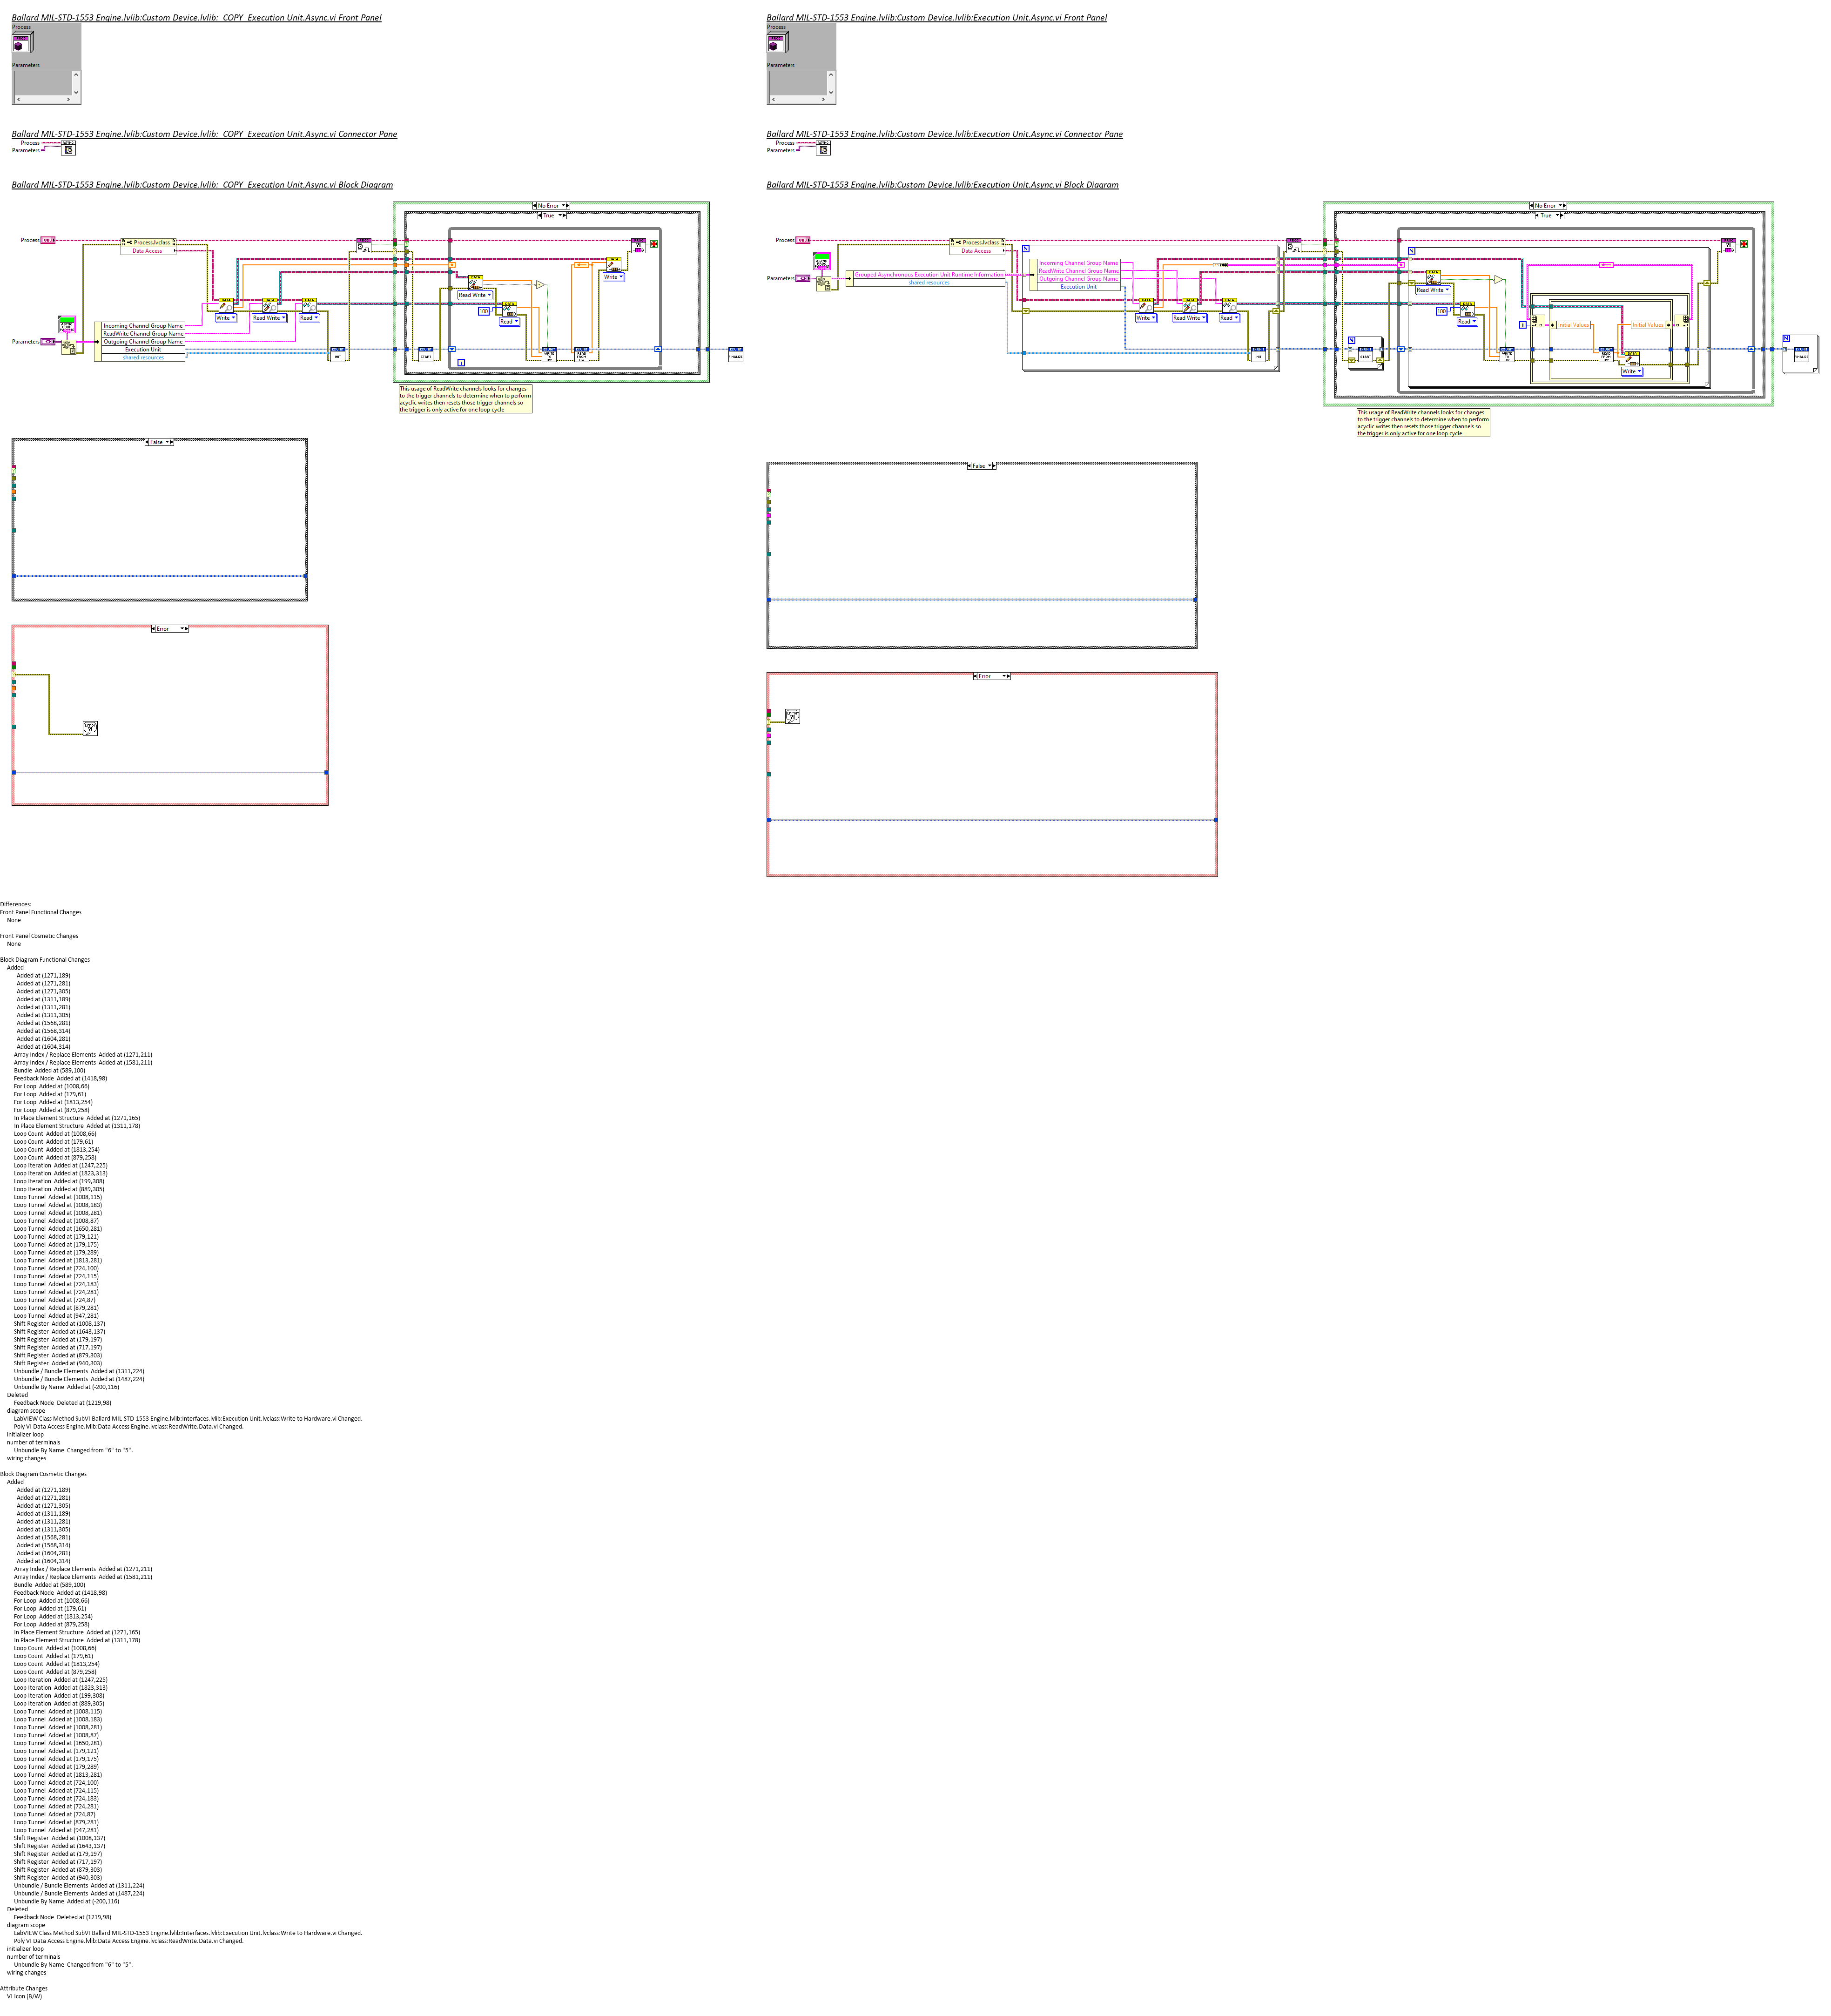 Ballard MIL-STD-1553 Engine.lvlib:Custom Device.lvlib:  COPY  Execution Unit.Async.vi Front Panel
Process
Parameters
Ballard MIL-STD-1553 Engine.lvlib:Custom Device.lvlib:  COPY  Execution Unit.Async.vi Connector Pane
Process
Parameters
Ballard MIL-STD-1553 Engine.lvlib:Custom Device.lvlib:  COPY  Execution Unit.Async.vi Block Diagram
No Error
True
Process
Process.lvclass
Data Access
Read Write
100
Read
Write
Write
Read Write
Read
Incoming Channel Group Name
ReadWrite Channel Group Name
Outgoing Channel Group Name
Execution Unit
shared resources
Parameters
INIT
START
WRITE TO HW
READ FROM HW
FINALIZE
This usage of ReadWrite channels looks for changes
to the trigger channels to determine when to perform
acyclic writes then resets those trigger channels so
the trigger is only active for one loop cycle
False
Error
Ballard MIL-STD-1553 Engine.lvlib:Custom Device.lvlib:Execution Unit.Async.vi Front Panel
Process
Parameters
Ballard MIL-STD-1553 Engine.lvlib:Custom Device.lvlib:Execution Unit.Async.vi Connector Pane
Process
Parameters
Ballard MIL-STD-1553 Engine.lvlib:Custom Device.lvlib:Execution Unit.Async.vi Block Diagram
No Error
True
Process
Process.lvclass
Data Access
Parameters
Grouped Asynchronous Execution Unit Runtime Information
shared resources
Incoming Channel Group Name
ReadWrite Channel Group Name
Outgoing Channel Group Name
Execution Unit
Write
Read Write
Read
INIT
START
Read Write
100
Read
Initial Values
Initial Values
WRITE TO HW
READ FROM HW
Write
FINALIZE
This usage of ReadWrite channels looks for changes
to the trigger channels to determine when to perform
acyclic writes then resets those trigger channels so
the trigger is only active for one loop cycle
False
Error
Differences:
Front Panel Functional Changes
None
Front Panel Cosmetic Changes
None
Block Diagram Functional Changes
Added
Added at (1271,189)
Added at (1271,281)
Added at (1271,305)
Added at (1311,189)
Added at (1311,281)
Added at (1311,305)
Added at (1568,281)
Added at (1568,314)
Added at (1604,281)
Added at (1604,314)
Array Index / Replace Elements  Added at (1271,211)
Array Index / Replace Elements  Added at (1581,211)
Bundle  Added at (589,100)
Feedback Node  Added at (1418,98)
For Loop  Added at (1008,66)
For Loop  Added at (179,61)
For Loop  Added at (1813,254)
For Loop  Added at (879,258)
In Place Element Structure  Added at (1271,165)
In Place Element Structure  Added at (1311,178)
Loop Count  Added at (1008,66)
Loop Count  Added at (179,61)
Loop Count  Added at (1813,254)
Loop Count  Added at (879,258)
Loop Iteration  Added at (1247,225)
Loop Iteration  Added at (1823,313)
Loop Iteration  Added at (199,308)
Loop Iteration  Added at (889,305)
Loop Tunnel  Added at (1008,115)
Loop Tunnel  Added at (1008,183)
Loop Tunnel  Added at (1008,281)
Loop Tunnel  Added at (1008,87)
Loop Tunnel  Added at (1650,281)
Loop Tunnel  Added at (179,121)
Loop Tunnel  Added at (179,175)
Loop Tunnel  Added at (179,289)
Loop Tunnel  Added at (1813,281)
Loop Tunnel  Added at (724,100)
Loop Tunnel  Added at (724,115)
Loop Tunnel  Added at (724,183)
Loop Tunnel  Added at (724,281)
Loop Tunnel  Added at (724,87)
Loop Tunnel  Added at (879,281)
Loop Tunnel  Added at (947,281)
Shift Register  Added at (1008,137)
Shift Register  Added at (1643,137)
Shift Register  Added at (179,197)
Shift Register  Added at (717,197)
Shift Register  Added at (879,303)
Shift Register  Added at (940,303)
Unbundle / Bundle Elements  Added at (1311,224)
Unbundle / Bundle Elements  Added at (1487,224)
Unbundle By Name  Added at (-200,116)
Deleted
Feedback Node  Deleted at (1219,98)
diagram scope
LabVIEW Class Method SubVI Ballard MIL-STD-1553 Engine.lvlib:Interfaces.lvlib:Execution Unit.lvclass:Write to Hardware.vi Changed.
Poly VI Data Access Engine.lvlib:Data Access Engine.lvclass:ReadWrite.Data.vi Changed.
initializer loop
number of terminals
Unbundle By Name  Changed from "6" to "5".
wiring changes
Block Diagram Cosmetic Changes
Added
Added at (1271,189)
Added at (1271,281)
Added at (1271,305)
Added at (1311,189)
Added at (1311,281)
Added at (1311,305)
Added at (1568,281)
Added at (1568,314)
Added at (1604,281)
Added at (1604,314)
Array Index / Replace Elements  Added at (1271,211)
Array Index / Replace Elements  Added at (1581,211)
Bundle  Added at (589,100)
Feedback Node  Added at (1418,98)
For Loop  Added at (1008,66)
For Loop  Added at (179,61)
For Loop  Added at (1813,254)
For Loop  Added at (879,258)
In Place Element Structure  Added at (1271,165)
In Place Element Structure  Added at (1311,178)
Loop Count  Added at (1008,66)
Loop Count  Added at (179,61)
Loop Count  Added at (1813,254)
Loop Count  Added at (879,258)
Loop Iteration  Added at (1247,225)
Loop Iteration  Added at (1823,313)
Loop Iteration  Added at (199,308)
Loop Iteration  Added at (889,305)
Loop Tunnel  Added at (1008,115)
Loop Tunnel  Added at (1008,183)
Loop Tunnel  Added at (1008,281)
Loop Tunnel  Added at (1008,87)
Loop Tunnel  Added at (1650,281)
Loop Tunnel  Added at (179,121)
Loop Tunnel  Added at (179,175)
Loop Tunnel  Added at (179,289)
Loop Tunnel  Added at (1813,281)
Loop Tunnel  Added at (724,100)
Loop Tunnel  Added at (724,115)
Loop Tunnel  Added at (724,183)
Loop Tunnel  Added at (724,281)
Loop Tunnel  Added at (724,87)
Loop Tunnel  Added at (879,281)
Loop Tunnel  Added at (947,281)
Shift Register  Added at (1008,137)
Shift Register  Added at (1643,137)
Shift Register  Added at (179,197)
Shift Register  Added at (717,197)
Shift Register  Added at (879,303)
Shift Register  Added at (940,303)
Unbundle / Bundle Elements  Added at (1311,224)
Unbundle / Bundle Elements  Added at (1487,224)
Unbundle By Name  Added at (-200,116)
Deleted
Feedback Node  Deleted at (1219,98)
diagram scope
LabVIEW Class Method SubVI Ballard MIL-STD-1553 Engine.lvlib:Interfaces.lvlib:Execution Unit.lvclass:Write to Hardware.vi Changed.
Poly VI Data Access Engine.lvlib:Data Access Engine.lvclass:ReadWrite.Data.vi Changed.
initializer loop
number of terminals
Unbundle By Name  Changed from "6" to "5".
wiring changes
Attribute Changes
VI Icon (B/W)